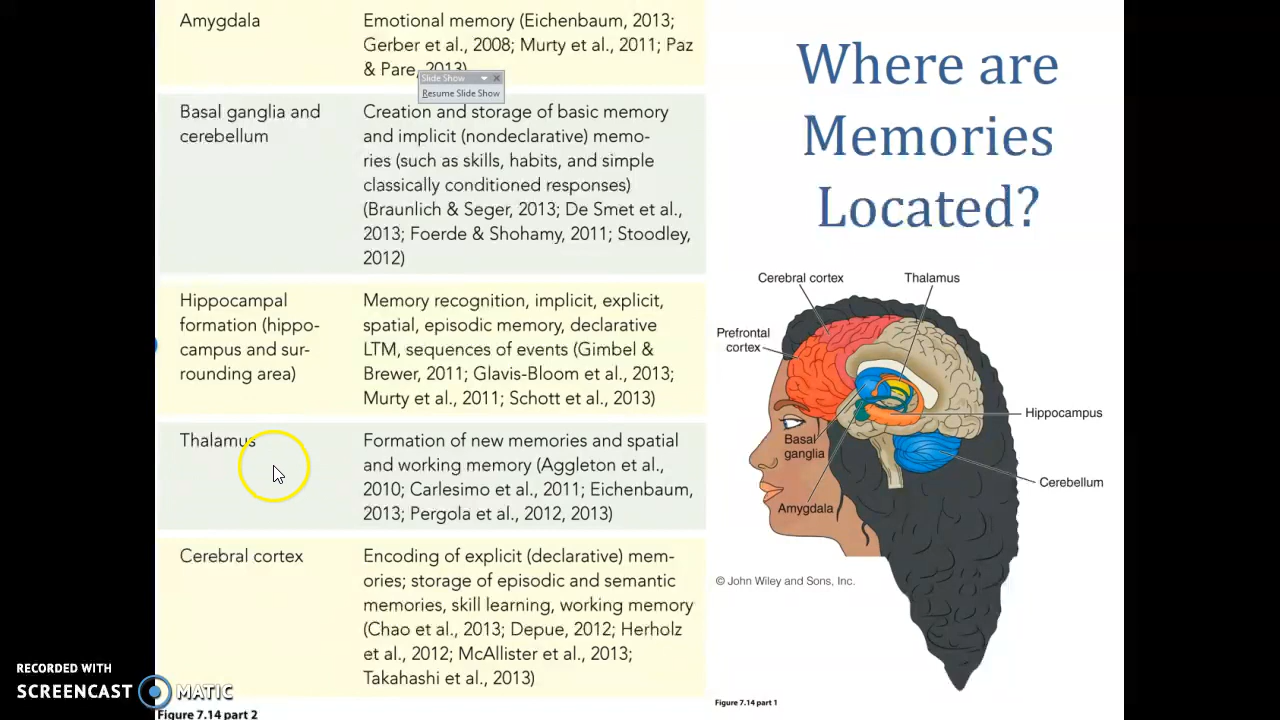 Amygdala
Emotional memory (Eichenbaum, 2013;
Gerber et al., 2008; Murty et al., 2011; Paz
& Pare, 2013)
Slide Show
Resume Slide Show
Basal ganglia and
cerebellum
Creation and storage of basic memory
and implicit (nondeclarative) memo-
ries (such as skills, habits, and simple
classically conditioned responses)
(Braunlich & Seger, 2013; De Smet et al.,
2013; Foerde & Shohamy, 2011; Stoodley,
2012)
Hippocampal
formation (hippo-
campus and sur-
rounding area)
Memory recognition, implicit, explicit,
spatial, episodic memory, declarative
LTM, sequences of events (Gimbel &
Brewer, 2011; Glavis-Bloom et al., 2013;
Murty et al., 2011; Schott et al., 2013)
Thalamus
Formation of new memories and spatial
and working memory (Aggleton et al.,
2010; Carlesimo et al., 2011; Eichenbaum,
2013; Pergola et al., 2012, 2013)
Cerebral cortex
Encoding of explicit (declarative) mem-
ories; storage of episodic and semantic
memories, skill learning, working memory
(Chao et al., 2013; Depue, 2012; Herholz
et al., 2012; McAllister et al., 2013;
Takahashi et al., 2013)
Figure 7.14 part 2
Where are
Memories
Located?
Cerebral cortex
Thalamus
Prefrontal
cortex
Hippocampus
Basal
ganglia
Cerebellum
Amygdala
© John Wiley and Sons, Inc.
Figure 7.14 part 1
RECORDED WITH
SCREENCAST MATIC